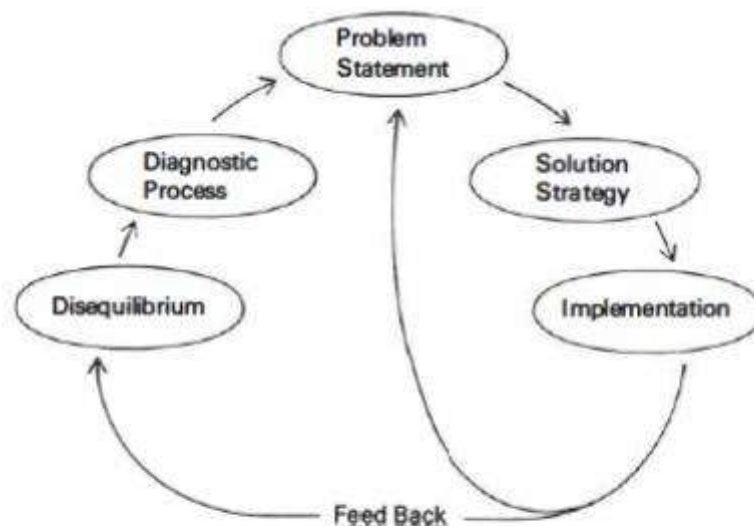 Problem
Statement
Diagnostic
Process
Solution
Strategy
Disequilibrium
Implementation
Feed Back